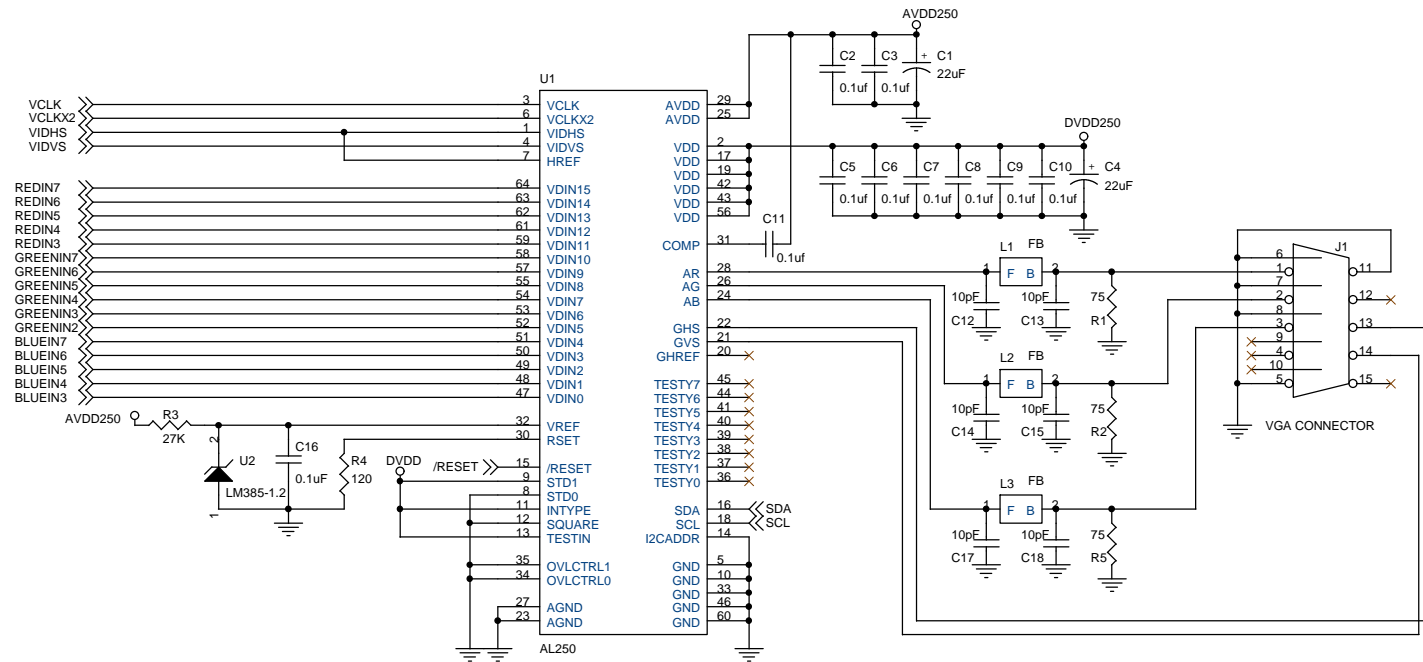 AVDD250
C2 C3 + C1
0.1uf 0.1uf 22uF
U1
VCLK 3 VCLK AVDD 29
VCLKX2 6 VCLKX2 AVDD 25
VIDHS 1 VIDHS
VIDVS 4 VIDVS
7 HREF
DVDD250
VDD 2
VDD 17
VDD 19
VDD 42
VDD 43
VDD 56
C5 C6 C7 C8 C9 C10 + C4
0.1uf 0.1uf 0.1uf 0.1uf 0.1uf 0.1uf 22uF
REDIN7 64 VDIN15
REDIN6 63 VDIN14
REDIN5 62 VDIN13
REDIN4 61 VDIN12
REDIN3 59 VDIN11
GREENIN7 58 VDIN10
GREENIN6 57 VDIN9
GREENIN5 55 VDIN8
GREENIN4 54 VDIN7
GREENIN3 53 VDIN6
GREENIN2 52 VDIN5
BLUEIN7 51 VDIN4
BLUEIN6 50 VDIN3
BLUEIN5 49 VDIN2
BLUEIN4 48 VDIN1
BLUEIN3 47 VDIN0
COMP 31
C11
0.1uf
AR 28
AG 26
AB 24
GHS 22
GVS 21
GHREF 20
TESTY7 45
TESTY6 44
TESTY5 41
TESTY4 40
TESTY3 39
TESTY2 38
TESTY1 37
TESTY0 36
L1 FB
1 F B 2
10pF 10pF 75
C12 C13 R1
L2 FB
1 F B 2
10pF 10pF 75
C14 C15 R2
L3 FB
1 F B 2
10pF 10pF 75
C17 C18 R5
J1
6
1 11
7
2 12
8
3 13
9
4 14
10
5 15
VGA CONNECTOR
AVDD250 R3
27K
32 VREF
30 RSET
2
U2
LM385-1.2
1
C16
0.1uF
R4
120
DVDD
/RESET 15 /RESET
9 STD1
8 STD0
11 INTYPE
12 SQUARE
13 TESTIN
35 OVLCTRL1
34 OVLCTRL0
27 AGND
23 AGND
SDA 16 SDA
SCL 18 SCL
I2CADDR 14
GND 5
GND 10
GND 33
GND 46
GND 60
AL250